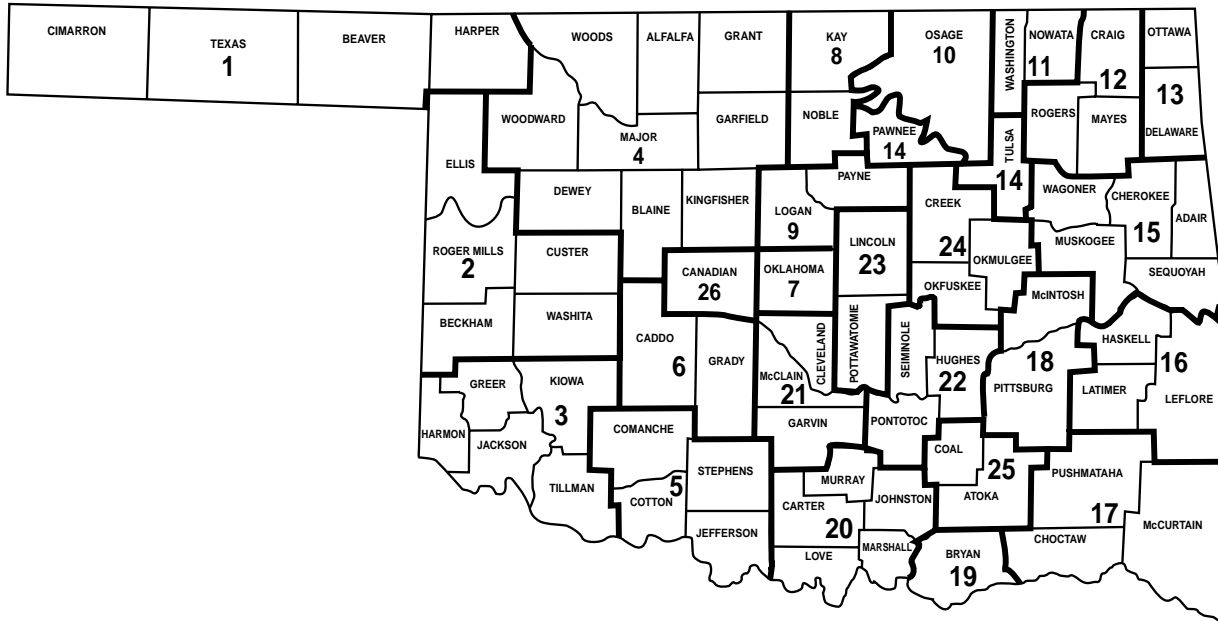 CIMARRON
TEXAS
1
BEAVER
HARPER
WOODS
ALFALFA
GRANT
KAY
8
OSAGE
10
WASHINGTON
NOWATA
11
CRAIG
12
OTTAWA
13
DELAWARE
WOODWARD
MAJOR
4
GARFIELD
NOBLE
PAWNEE
14
ROGERS
MAYES
TULSA
14
ELLIS
DEWEY
BLAINE
KINGFISHER
PAYNE
LOGAN
9
CREEK
24
WAGONER
CHEROKEE
15
ADAIR
ROGER MILLS
2
CUSTER
CANADIAN
26
OKLAHOMA
7
LINCOLN
23
OKMULGEE
MUSKOGEE
SEQUOYAH
OKFUSKEE
McINTOSH
BECKHAM
WASHITA
CADDO
6
GRADY
CLEVELAND
McCLAIN
21
POTTAWATOMIE
SEIMINOLE
HUGHES
22
18
PITTSBURG
HASKELL
16
LATIMER
LEFLORE
GREER
KIOWA
3
HARMON
JACKSON
TILLMAN
COMANCHE
5
COTTON
STEPHENS
JEFFERSON
GARVIN
PONTOTOC
COAL
25
ATOKA
PUSHMATAHA
17
McCURTAIN
MURRAY
CARTER
20
JOHNSTON
LOVE
MARSHALL
BRYAN
19
CHOCTAW